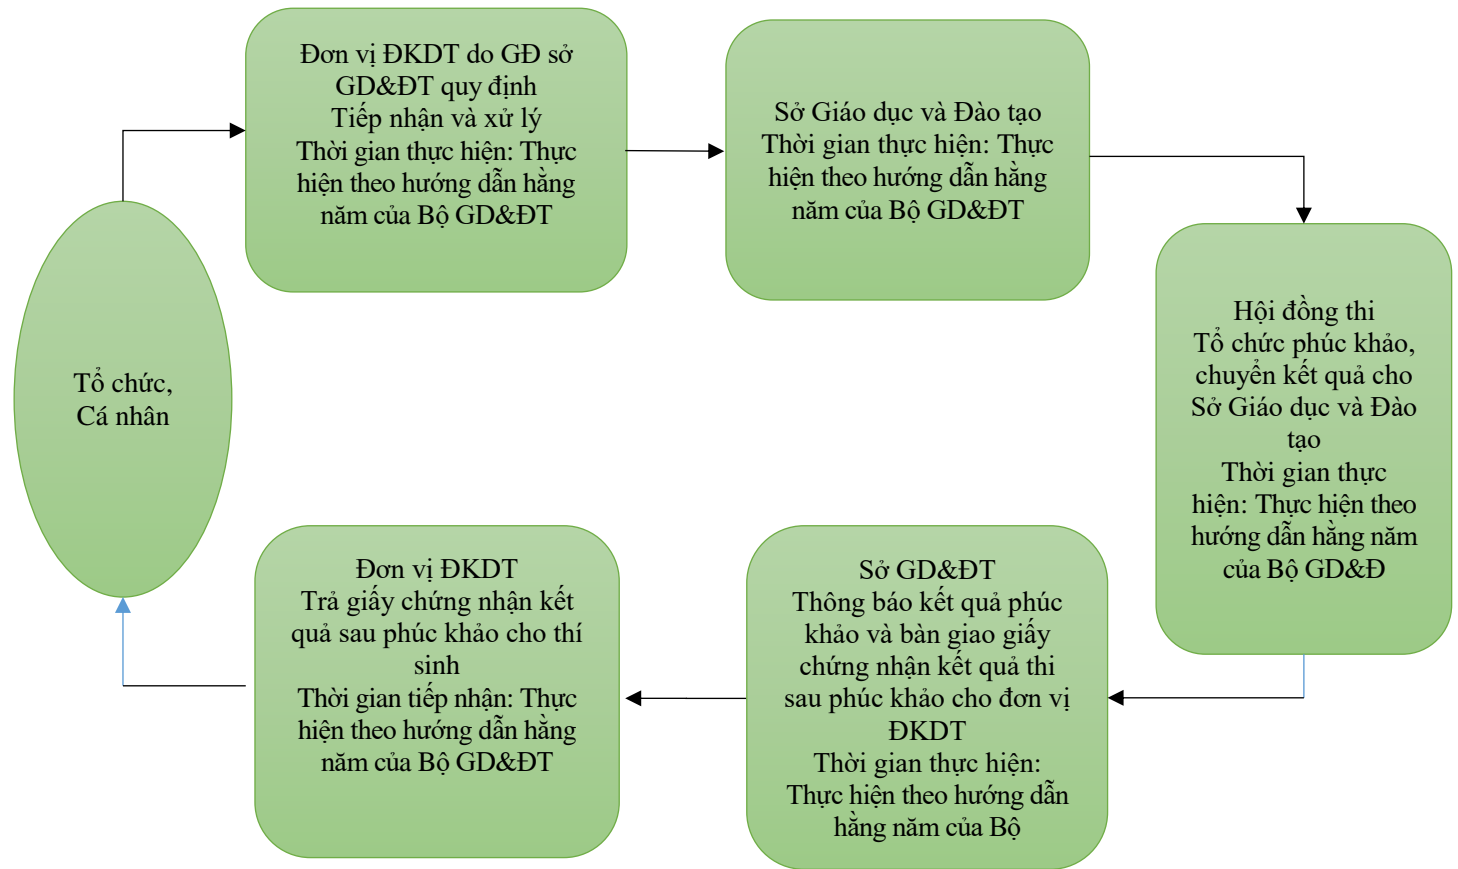 Đơn vị ĐKDT do GĐ sở
GD&ĐT quy định
Tiếp nhận và xử lý
Thời gian thực hiện: Thực
hiện theo hướng dẫn hằng
năm của Bộ GD&ĐT
Sở Giáo dục và Đào tạo
Thời gian thực hiện: Thực
hiện theo hướng dẫn hằng
năm của Bộ GD&ĐT
Hội đồng thi
Tổ chức phúc khảo,
chuyển kết quả cho
Sở Giáo dục và Đào
tạo
Thời gian thực
hiện: Thực hiện theo
hướng dẫn hằng năm
của Bộ GD&Đ
Sở GD&ĐT
Thông báo kết quả phúc
khảo và bàn giao giấy
chứng nhận kết quả thi
sau phúc khảo cho đơn vị
ĐKDT
Thời gian thực hiện:
Thực hiện theo hướng dẫn
hằng năm của Bộ
Đơn vị ĐKDT
Trả giấy chứng nhận kết
quả sau phúc khảo cho thí
sinh
Thời gian tiếp nhận: Thực
hiện theo hướng dẫn hằng
năm của Bộ GD&ĐT
Tổ chức,
Cá nhân